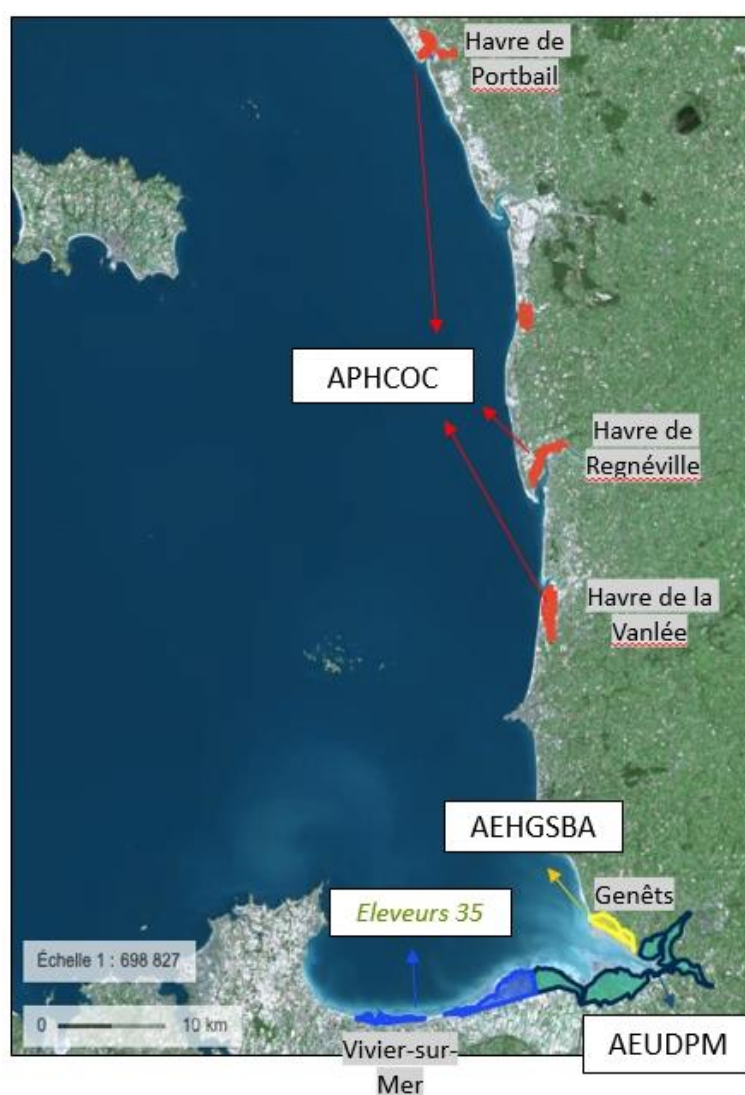 Havre de
Portbail
APHCOC
Havre de
Regnéville
Havre de la
Vanlée
AEHGSBA
Genêts
Eleveurs 35
Échelle 1 : 698 827
0 10 km
Vivier-sur-
Mer
AEUDPM